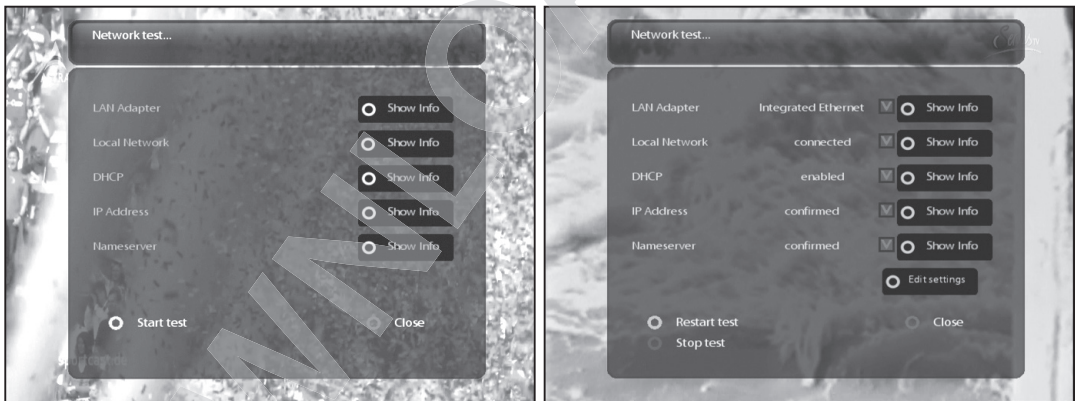 Network test...
LAN Adapter Show Info
Local Network Show Info
DHCP Show Info
IP Address Show Info
Nameserver Show Info
Start test Close
Network test...
LAN Adapter Integrated Ethernet Show Info
Local Network connected Show Info
DHCP enabled Show Info
IP Address confirmed Show Info
Nameserver confirmed Show Info
Edit settings
Restart test Close
Stop test